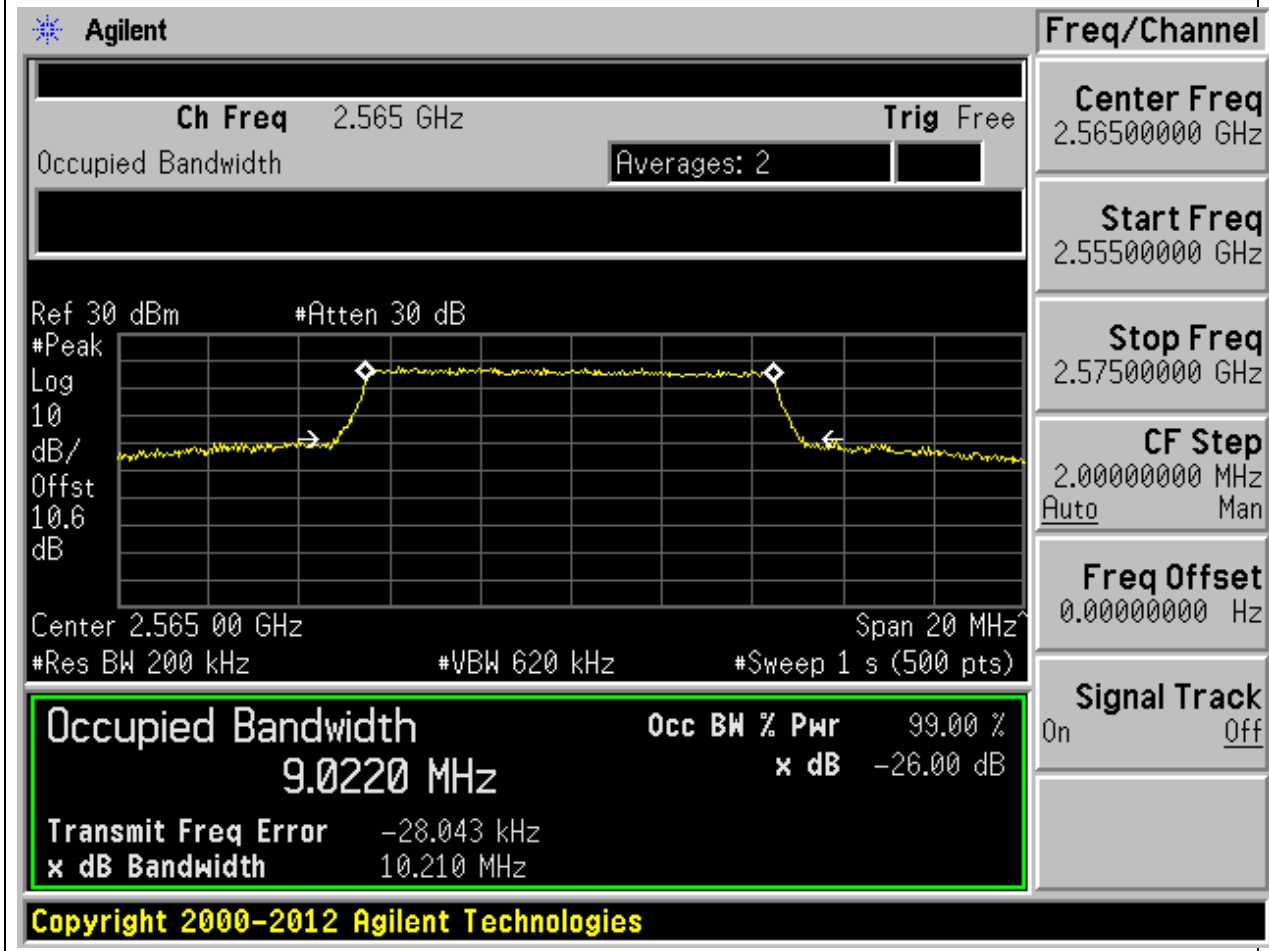 Agilent
Ch Freq 2.565 GHz Trig Free
Occupied Bandwidth Averages: 2
Ref 30 dBm #Atten 30 dB
#Peak
Log
10
dB/
Offst
10.6
dB
Center 2.565 00 GHz Span 20 MHz^
#Res BW 200 kHz #VBW 620 kHz #Sweep 1 s (500 pts)
Occupied Bandwidth Occ BW % Pwr 99.00 %
9.0220 MHz x dB -26.00 dB
Transmit Freq Error -28.043 kHz
x dB Bandwidth 10.210 MHz
Copyright 2000-2012 Agilent Technologies
Freq/Channel
Center Freq
2.56500000 GHz
Start Freq
2.55500000 GHz
Stop Freq
2.57500000 GHz
CF Step
2.00000000 MHz
Auto Man
Freq Offset
0.00000000 Hz
Signal Track
On Off